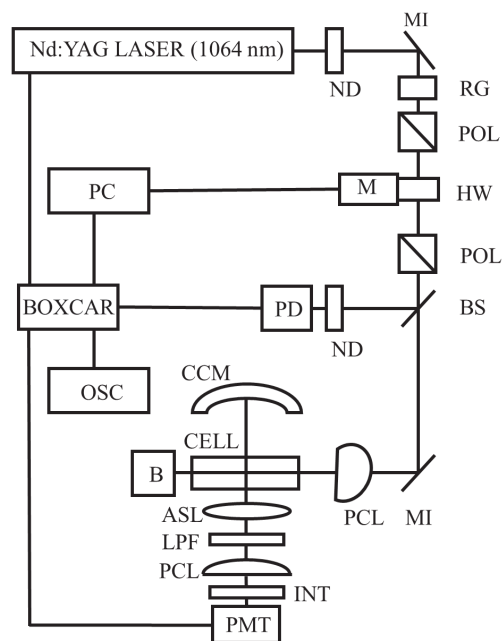 MI
Nd:YAG LASER (1064 nm)
ND
RG
POL
PC
M
HW
POL
BOXCAR
PD
BS
ND
OSC
CCM
CELL
B
ASL
PCL
MI
LPF
PCL
INT
PMT